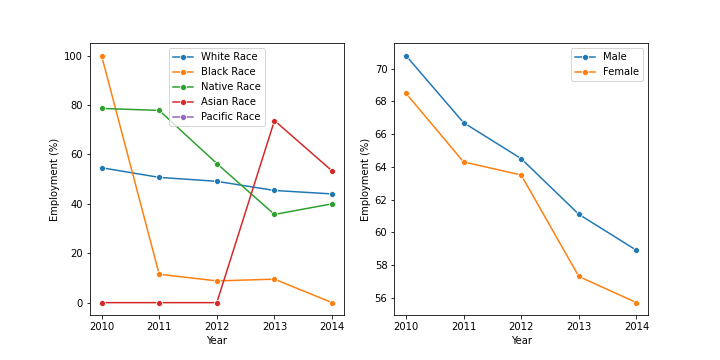 Employment (%)
100
80
60
40
20
0
White Race
Black Race
Native Race
Asian Race
Pacific Race
2010 2011 2012 2013 2014
Year
Employment (%)
70
68
66
64
62
60
58
56
Male
Female
2010 2011 2012 2013 2014
Year